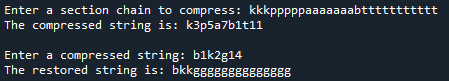 Enter a section chain to compress: kkkpppppaaaaaaabttttttttttt
The compressed string is: k3p5a7b1t11
Enter a compressed string: b1k2g14
The restored string is: bkkgggggggggggggg